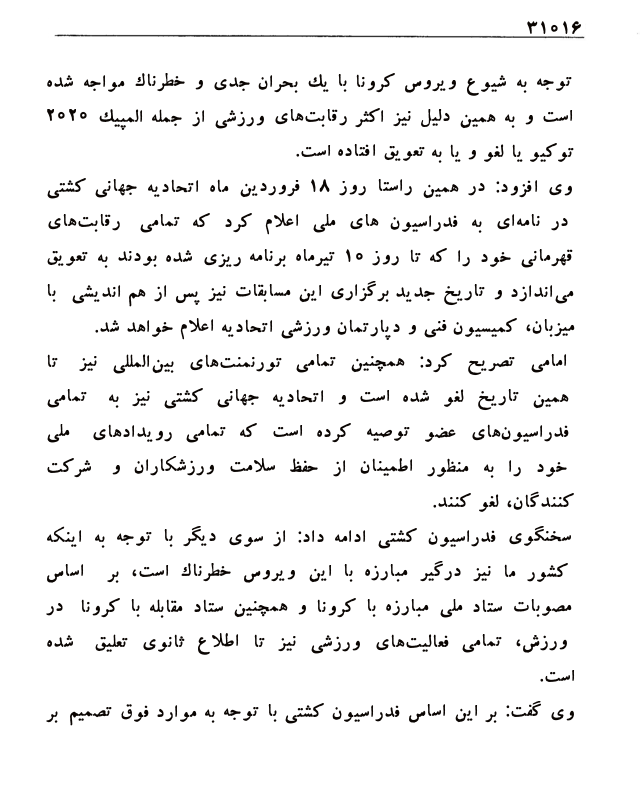 ۳۱۰۱۶
توجه به شیوع ویروس کرونا با یك بحران جدی و خطرناك مواجه شده
است و به همین دلیل نیز اکثر رقابت‌های ورزشی از جمله المپیك ۲۰۲۰
توکیو یا لغو و یا به تعویق افتاده است.
وی افزود: در همین راستا روز ۱۸ فروردین ماه اتحادیه جهانی کشتی
در نامه‌ای به فدراسیون های ملی اعلام کرد که تمامی رقابت‌های
قهرمانی خود را که تا روز ۱۰ تیرماه برنامه ریزی شده بودند به تعویق
می‌اندازد و تاریخ جدید برگزاری این مسابقات نیز پس از هم اندیشی با
میزبان، کمیسیون فنی و دپارتمان ورزشی اتحادیه اعلام خواهد شد.
امامی تصریح کرد: همچنین تمامی تورنمنت‌های بین‌المللی نیز تا
همین تاریخ لغو شده است و اتحادیه جهانی کشتی نیز به تمامی
فدراسیون‌های عضو توصیه کرده است که تمامی رویدادهای ملی
خود را به منظور اطمینان از حفظ سلامت ورزشکاران و شرکت
کنندگان، لغو کنند.
سخنگوی فدراسیون کشتی ادامه داد: از سوی دیگر با توجه به اینکه
کشور ما نیز درگیر مبارزه با این ویروس خطرناك است، بر اساس
مصوبات ستاد ملی مبارزه با کرونا و همچنین ستاد مقابله با کرونا در
ورزش، تمامی فعالیت‌های ورزشی نیز تا اطلاع ثانوی تعلیق شده
است.
وی گفت: بر این اساس فدراسیون کشتی با توجه به موارد فوق تصمیم بر